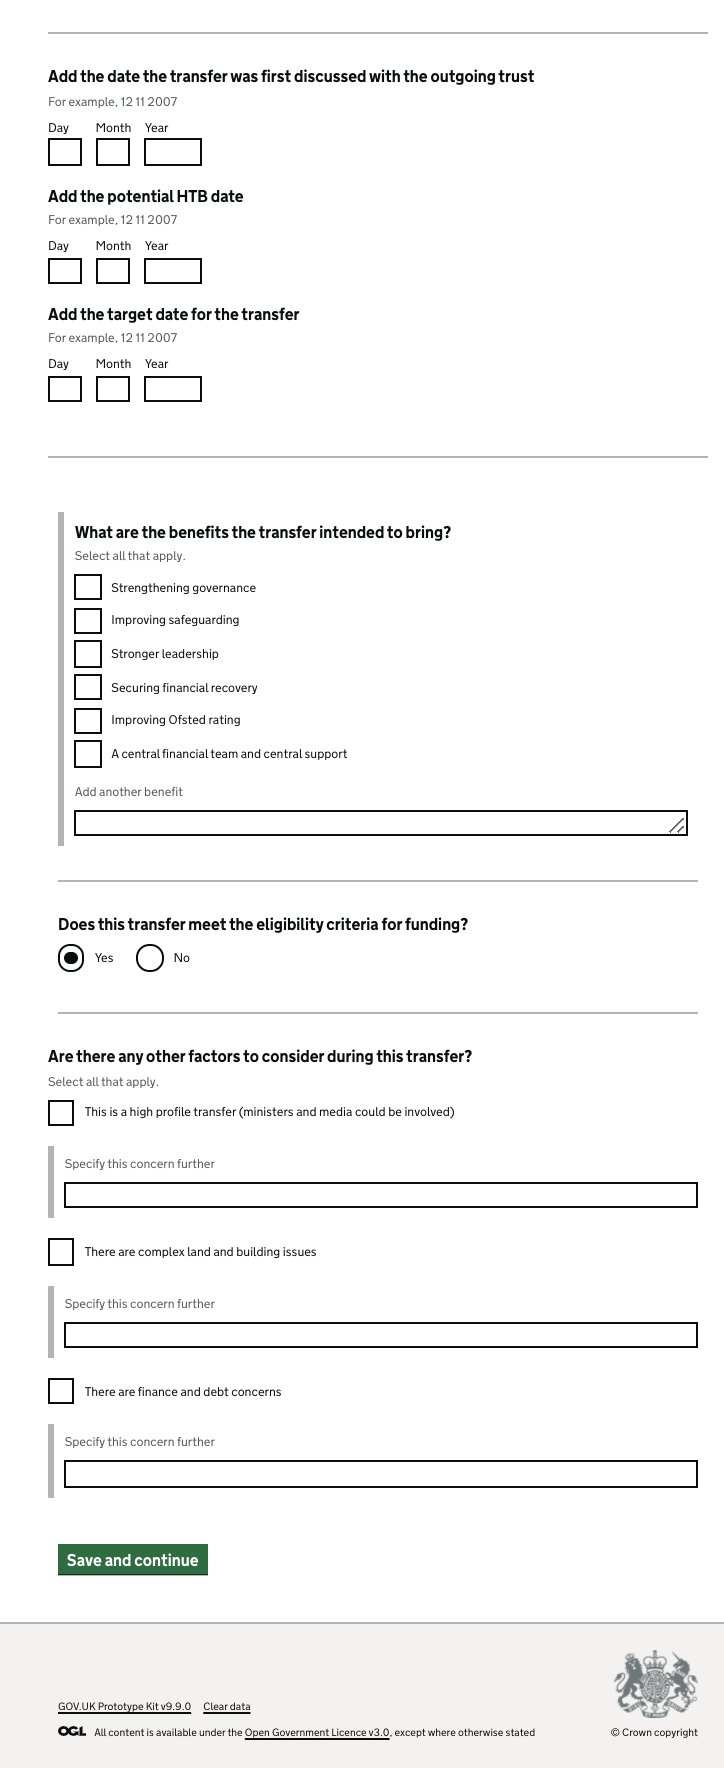 Add the date the transfer was first discussed with the outgoing trust
For example, 12 11 2007
Day Month Year
Add the potential HTB date
For example, 12 11 2007
Day Month Year
Add the target date for the transfer
For example, 12 11 2007
Day Month Year
What are the benefits the transfer intended to bring?
Select all that apply.
Strengthening governance
Improving safeguarding
Stronger leadership
Securing financial recovery
Improving Ofsted rating
A central financial team and central support
Add another benefit
Does this transfer meet the eligibility criteria for funding?
Yes No
Are there any other factors to consider during this transfer?
Select all that apply.
This is a high profile transfer (ministers and media could be involved)
Specify this concern further
There are complex land and building issues
Specify this concern further
There are finance and debt concerns
Specify this concern further
Save and continue
GOV.UK Prototype Kit v9.9.0 Clear data
OGL All content is available under the Open Government Licence v3.0, except where otherwise stated © Crown copyright